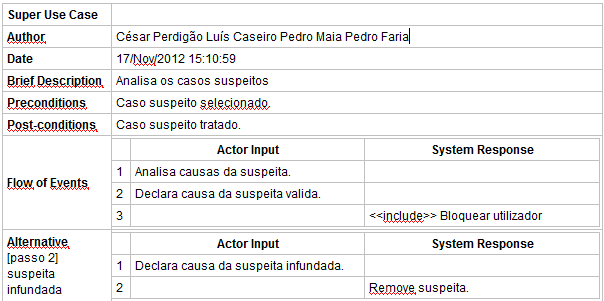 Super Use Case
Author César Perdigão Luís Caseiro Pedro Maia Pedro Faria
Date 17/Nov/2012 15:10:59
Brief Description Analisa os casos suspeitos
Preconditions Caso suspeito selecionado.
Post-conditions Caso suspeito tratado.
Flow of Events
Actor Input System Response
1 Analisa causas da suspeita.
2 Declara causa da suspeita valida.
3 <<include>> Bloquear utilizador
Alternative
[passo 2]
suspeita
infundada
Actor Input System Response
1 Declara causa da suspeita infundada.
2 Remove suspeita.